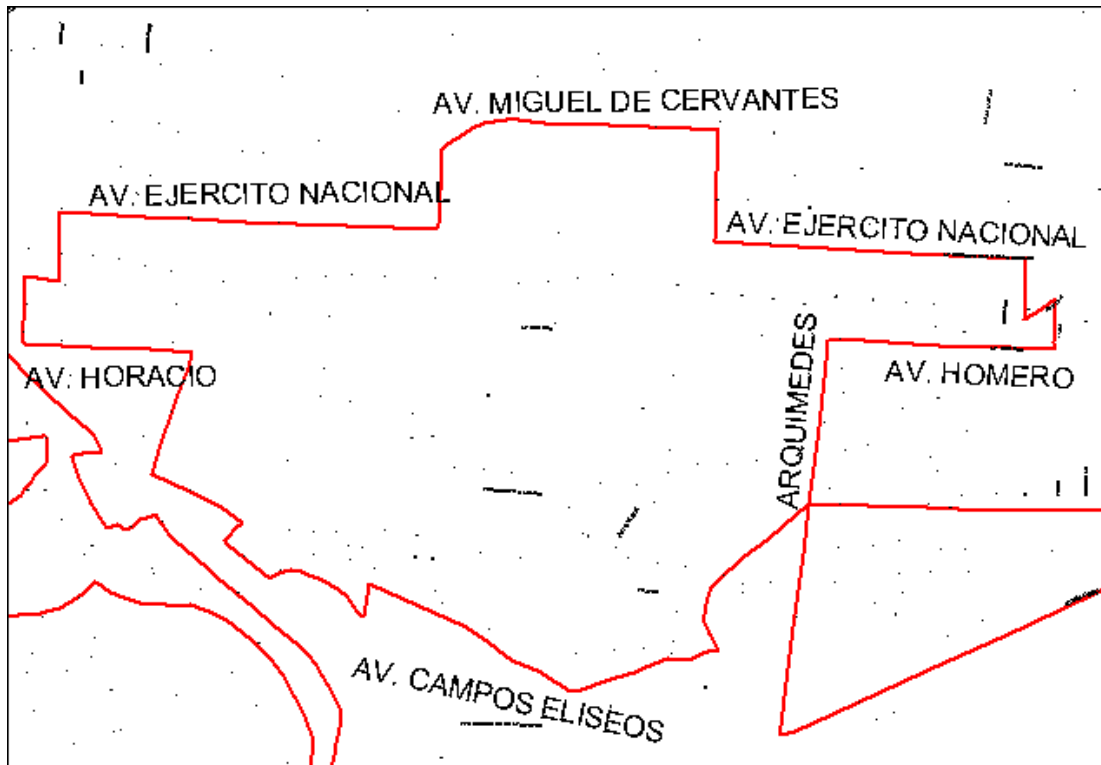 AV. MIGUEL DE CERVANTES
AV. EJERCITO NACIONAL
AV. EJERCITO NACIONAL
ARQUIMEDES
AV. HORACIO
AV. HOMERO
AV. CAMPOS ELISEOS